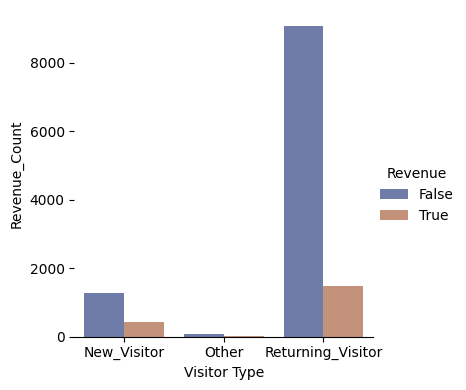 8000
6000
4000
2000
0
Revenue_Count
New_Visitor
Other
Returning_Visitor
Visitor Type
Revenue
False
True